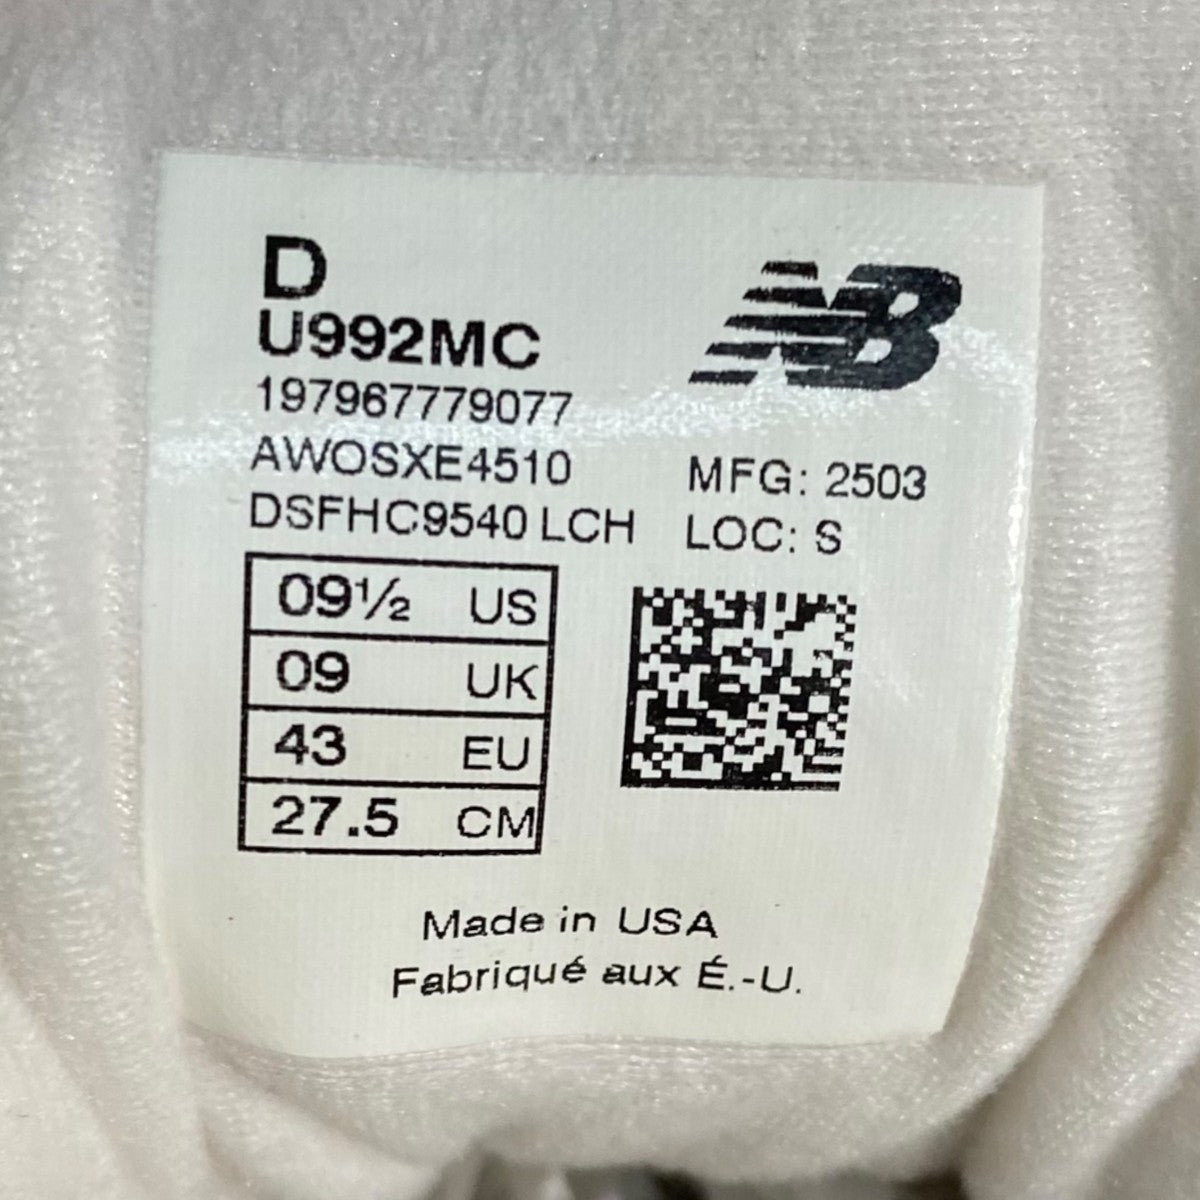 D
U992MC
NB
197967779077
AWOSXE4510
MFG: 2503
DSFHC9540 LCH
LOC: S
09½ US
09 UK
43 EU
27.5 CM
Made in USA
Fabriqué aux É.-U.